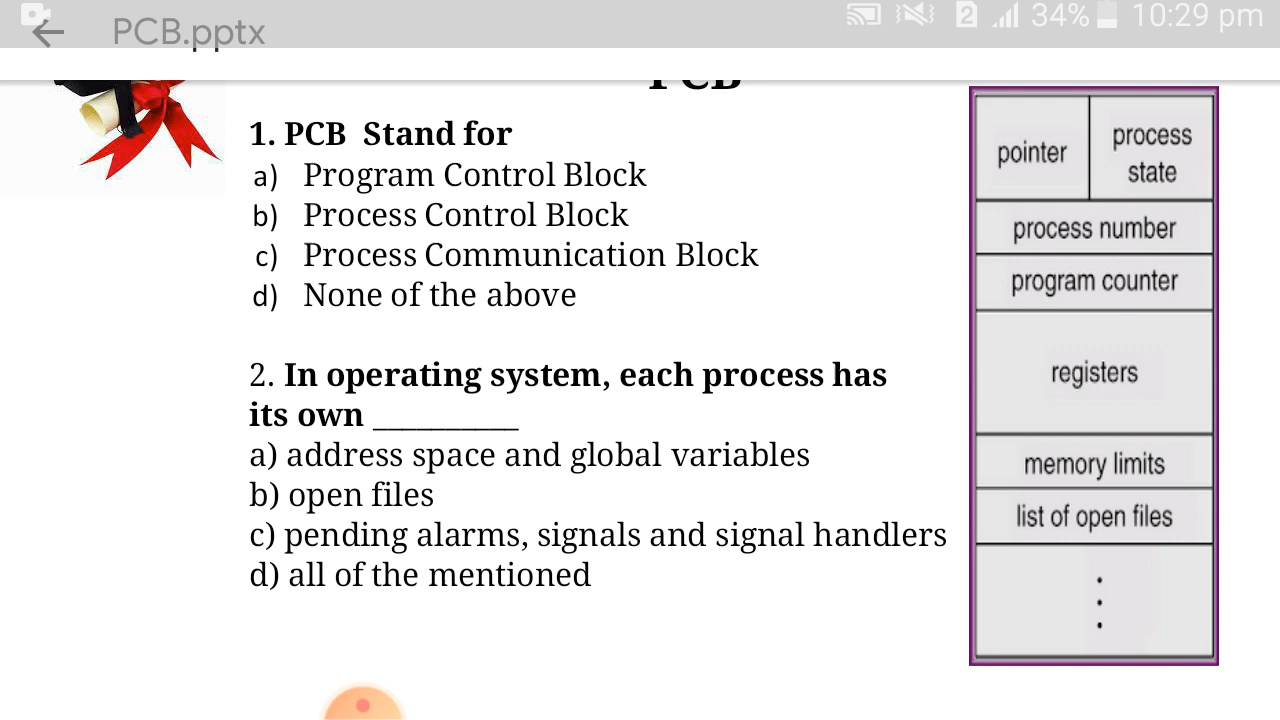 PCB.pptx
2 34% 10:29 pm
PCB
1. PCB Stand for
a) Program Control Block
b) Process Control Block
c) Process Communication Block
d) None of the above
2. In operating system, each process has
its own __________
a) address space and global variables
b) open files
c) pending alarms, signals and signal handlers
d) all of the mentioned
pointer
process
state
process number
program counter
registers
memory limits
list of open files